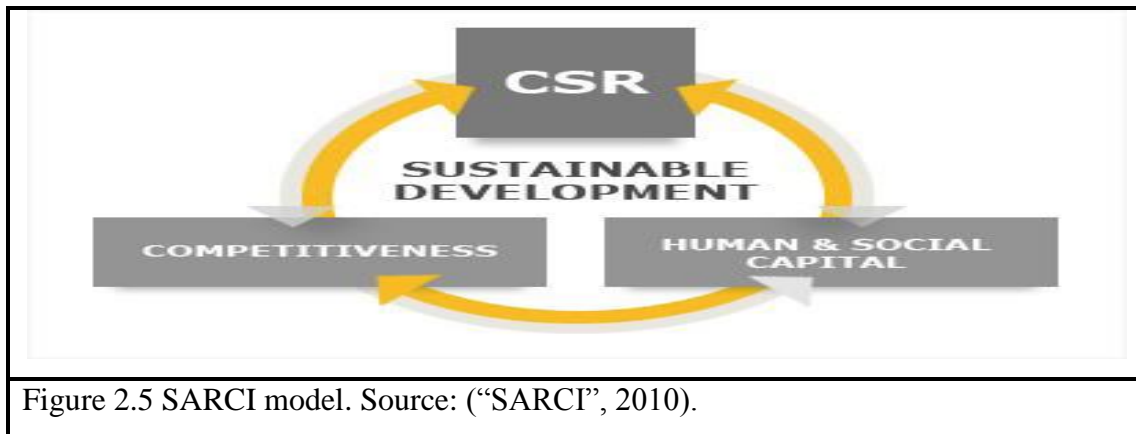 CSR
SUSTAINABLE
DEVELOPMENT
COMPETITIVENESS
HUMAN & SOCIAL
CAPITAL
Figure 2.5 SARCI model. Source: (“SARCI”, 2010).